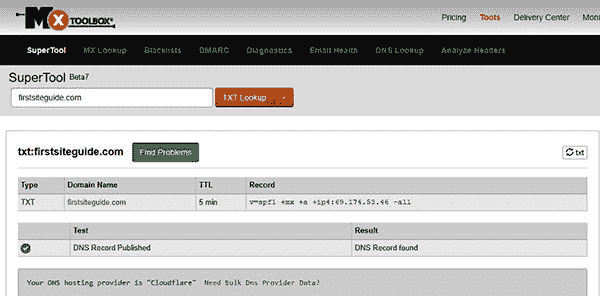 MX TOOLBOX® Pricing Tools Delivery Center Moni
SuperTool MX Lookup Blacklists DMARC Diagnostics Email Health DNS Lookup Analyze Headers
SuperTool Beta7
firstsiteguide.com TXT Lookup
txt:firstsiteguide.com Find Problems txt
Type Domain Name TTL Record
TXT firstsiteguide.com 5 min v=spf1 +mx +a +ip4:69.174.53.46 -all
Test Result
DNS Record Published DNS Record found
Your DNS hosting provider is "Cloudflare" Need Bulk Dns Provider Data?